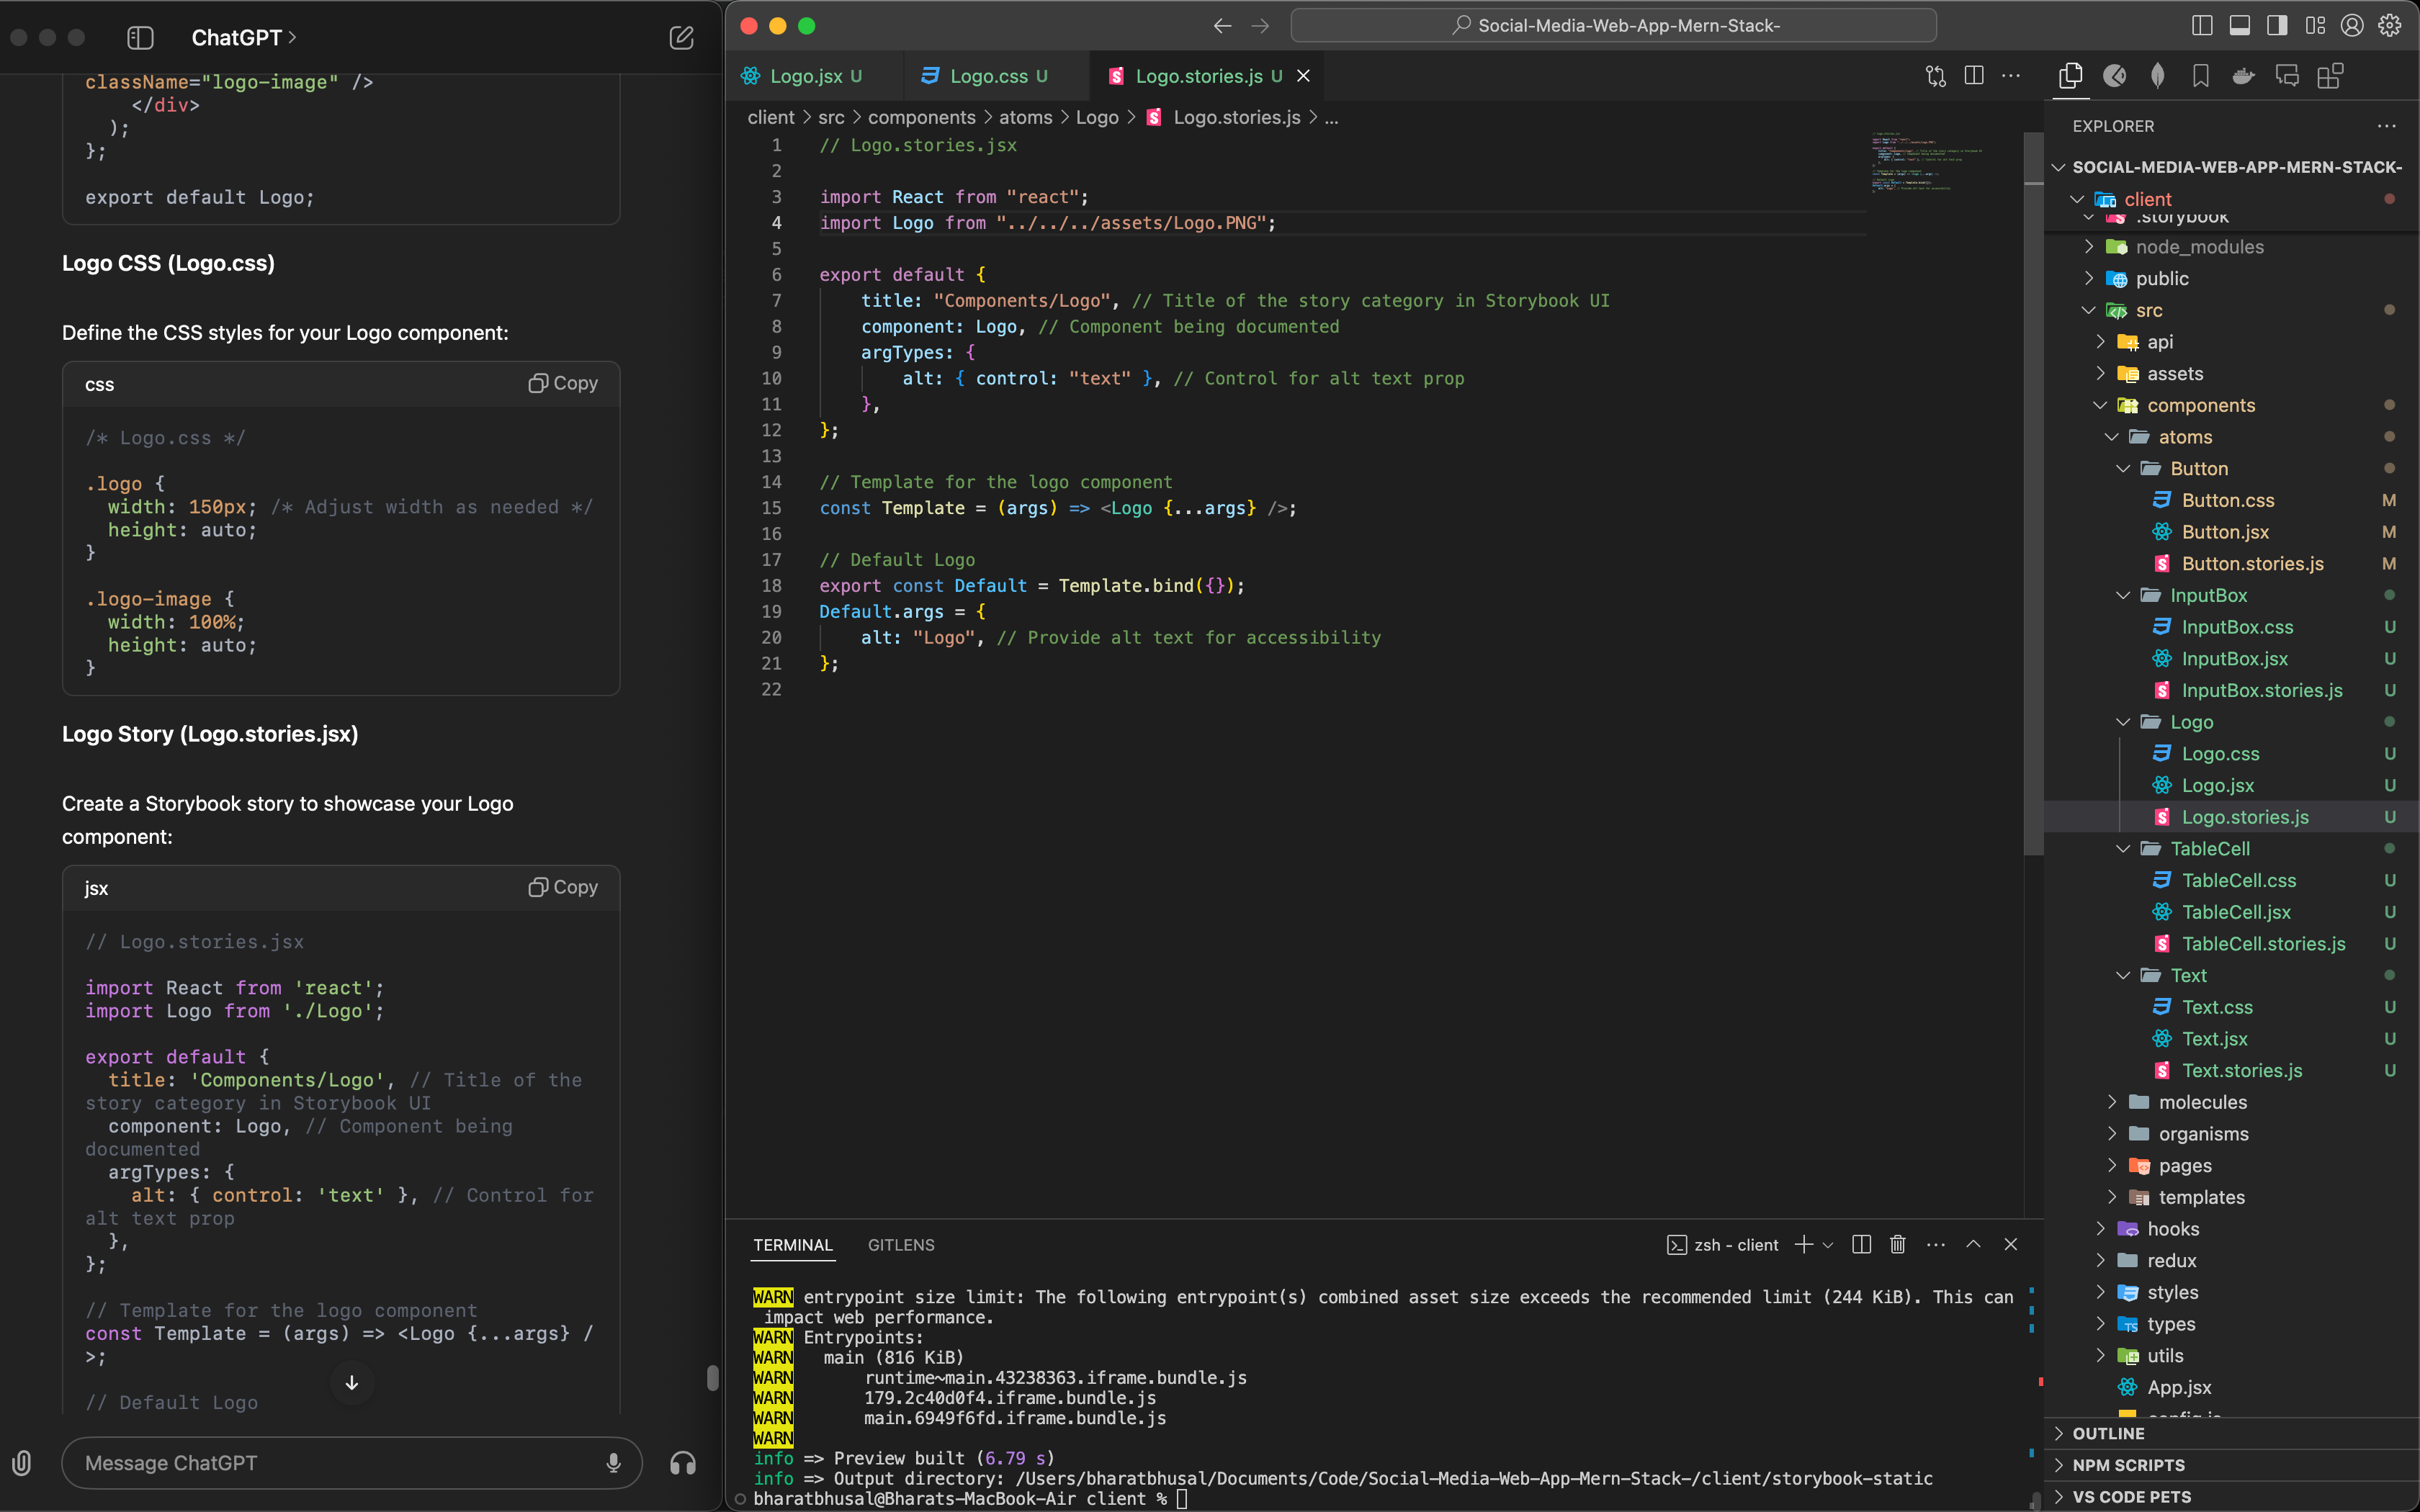 ChatGPT >
className="logo-image" />
</div>
);
};
export default Logo;
Logo CSS (Logo.css)
Define the CSS styles for your Logo component:
css
Copy
/* Logo.css */
.logo {
width: 150px; /* Adjust width as needed */
height: auto;
}
.logo-image {
width: 100%;
height: auto;
}
Logo Story (Logo.stories.jsx)
Create a Storybook story to showcase your Logo
component:
jsx
Copy
// Logo.stories.jsx
import React from 'react';
import Logo from './Logo';
export default {
title: 'Components/Logo', // Title of the
story category in Storybook UI
component: Logo, // Component being
documented
argTypes: {
alt: { control: 'text' }, // Control for
alt text prop
},
};
// Template for the logo component
const Template = (args) => <Logo {...args} /
>;
// Default Logo
Message ChatGPT
Social-Media-Web-App-Mern-Stack-
Logo.jsx U
Logo.css U
Logo.stories.js U
client > src > components > atoms > Logo > Logo.stories.js > ...
1 // Logo.stories.jsx
2
3 import React from "react";
4 import Logo from "../../../assets/Logo.PNG";
5
6 export default {
7 title: "Components/Logo", // Title of the story category in Storybook UI
8 component: Logo, // Component being documented
9 argTypes: {
10 alt: { control: "text" }, // Control for alt text prop
11 },
12 };
13
14 // Template for the logo component
15 const Template = (args) => <Logo {...args} />;
16
17 // Default Logo
18 export const Default = Template.bind({});
19 Default.args = {
20 alt: "Logo", // Provide alt text for accessibility
21 };
22
TERMINAL
GITLENS
zsh - client
WARN entrypoint size limit: The following entrypoint(s) combined asset size exceeds the recommended limit (244 KiB). This can
impact web performance.
WARN Entrypoints:
WARN main (816 KiB)
WARN runtime~main.43238363.iframe.bundle.js
WARN 179.2c40d0f4.iframe.bundle.js
WARN main.6949f6fd.iframe.bundle.js
WARN
info => Preview built (6.79 s)
info => Output directory: /Users/bharatbhusal/Documents/Code/Social-Media-Web-App-Mern-Stack-/client/storybook-static
bharatbhusal@Bharats-MacBook-Air client %
EXPLORER
SOCIAL-MEDIA-WEB-APP-MERN-STACK-
client
.storybook
node_modules
public
src
api
assets
components
atoms
Button
Button.css M
Button.jsx M
Button.stories.js M
InputBox
InputBox.css U
InputBox.jsx U
InputBox.stories.js U
Logo
Logo.css U
Logo.jsx U
Logo.stories.js U
TableCell
TableCell.css U
TableCell.jsx U
TableCell.stories.js U
Text
Text.css U
Text.jsx U
Text.stories.js U
molecules
organisms
pages
templates
hooks
redux
styles
types
utils
App.jsx
OUTLINE
NPM SCRIPTS
VS CODE PETS